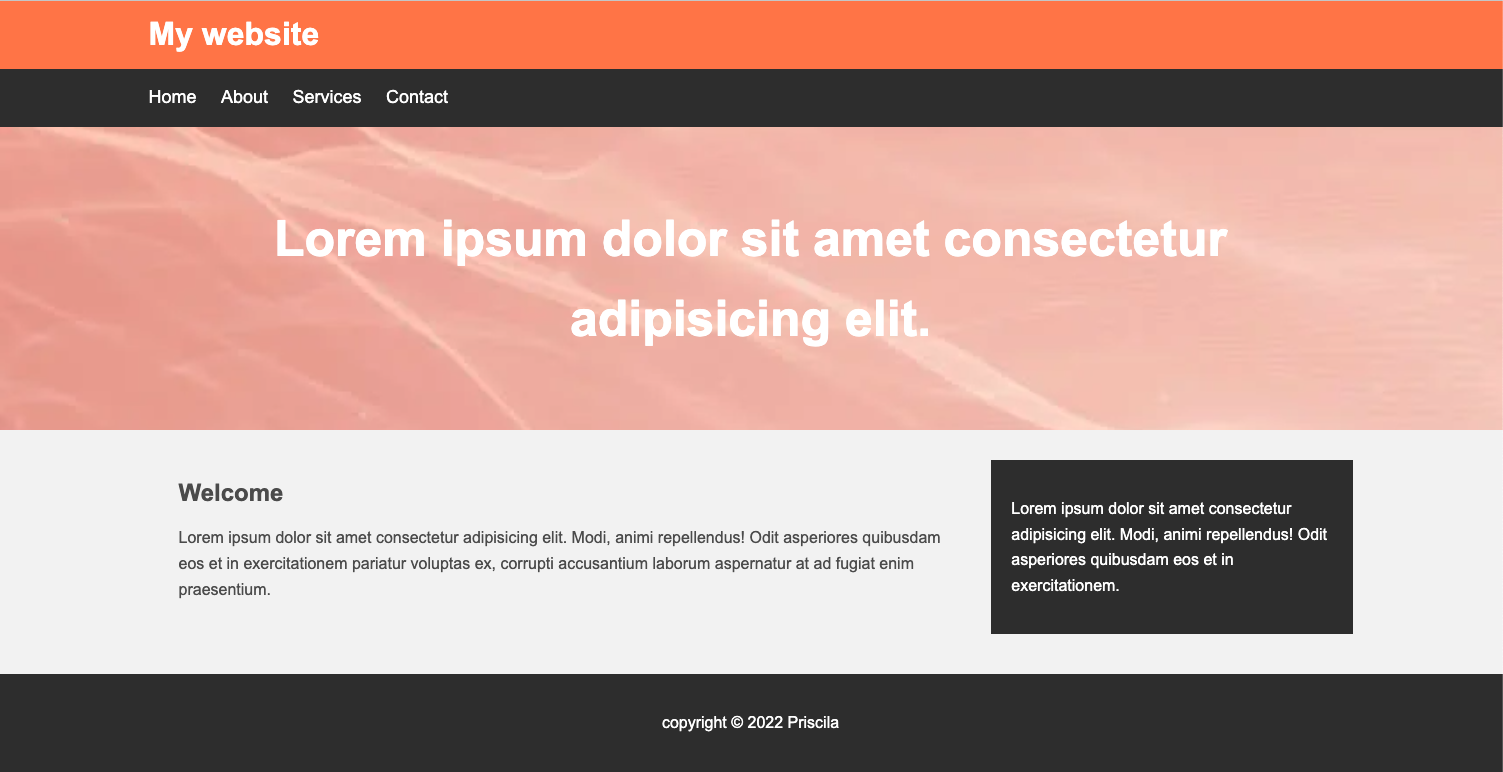 My website
Home About Services Contact
Lorem ipsum dolor sit amet consectetur
adipisicing elit.
Welcome
Lorem ipsum dolor sit amet consectetur adipisicing elit. Modi, animi repellendus! Odit asperiores quibusdam
eos et in exercitationem pariatur voluptas ex, corrupti accusantium laborum aspernatur at ad fugiat enim
praesentium.
Lorem ipsum dolor sit amet consectetur
adipisicing elit. Modi, animi repellendus! Odit
asperiores quibusdam eos et in
exercitationem.
copyright © 2022 Priscila